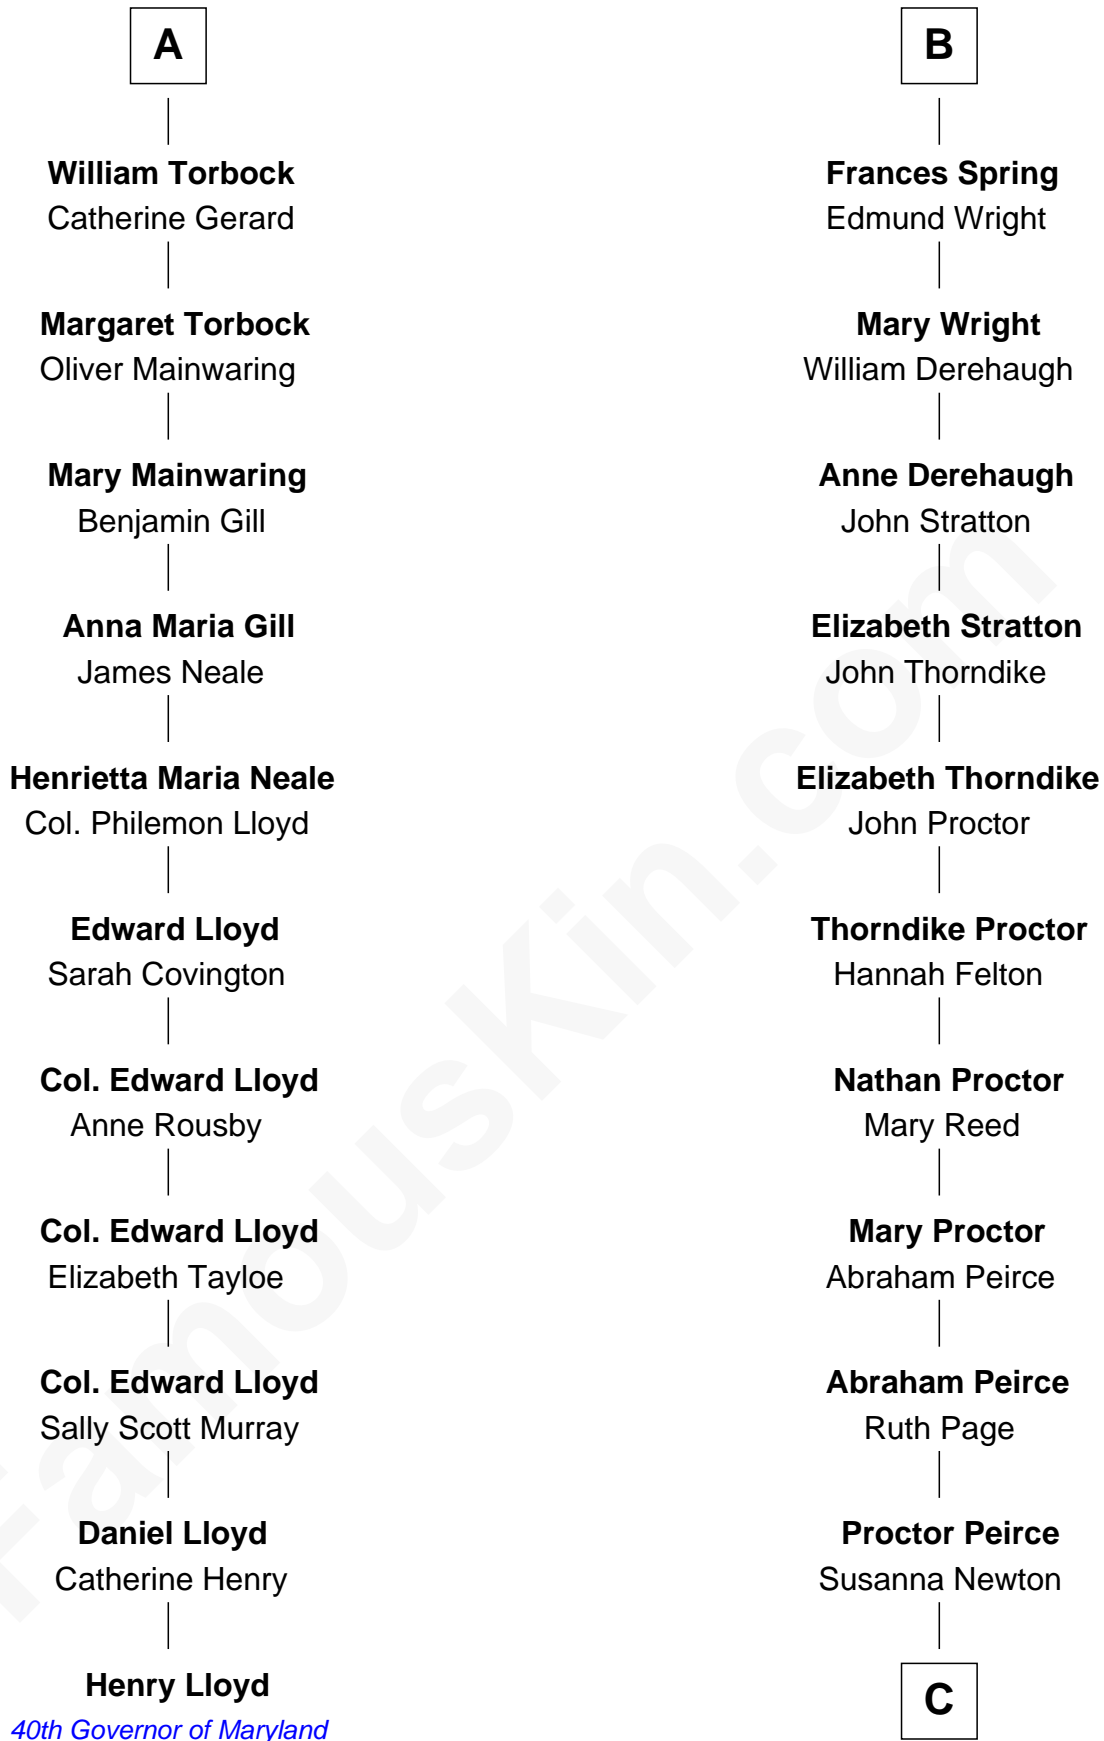 A
William Torbock
Catherine Gerard
Margaret Torbock
Oliver Mainwaring
Mary Mainwaring
Benjamin Gill
Anna Maria Gill
James Neale
Henrietta Maria Neale
Col. Philemon Lloyd
Edward Lloyd
Sarah Covington
Col. Edward Lloyd
Anne Rousby
Col. Edward Lloyd
Elizabeth Tayloe
Col. Edward Lloyd
Sally Scott Murray
Daniel Lloyd
Catherine Henry
Henry Lloyd
40th Governor of Maryland
B
Frances Spring
Edmund Wright
Mary Wright
William Derehaugh
Anne Derehaugh
John Stratton
Elizabeth Stratton
John Thorndike
Elizabeth Thorndike
John Proctor
Thorndike Proctor
Hannah Felton
Nathan Proctor
Mary Reed
Mary Proctor
Abraham Peirce
Abraham Peirce
Ruth Page
Proctor Peirce
Susanna Newton
C
FamousKin.com